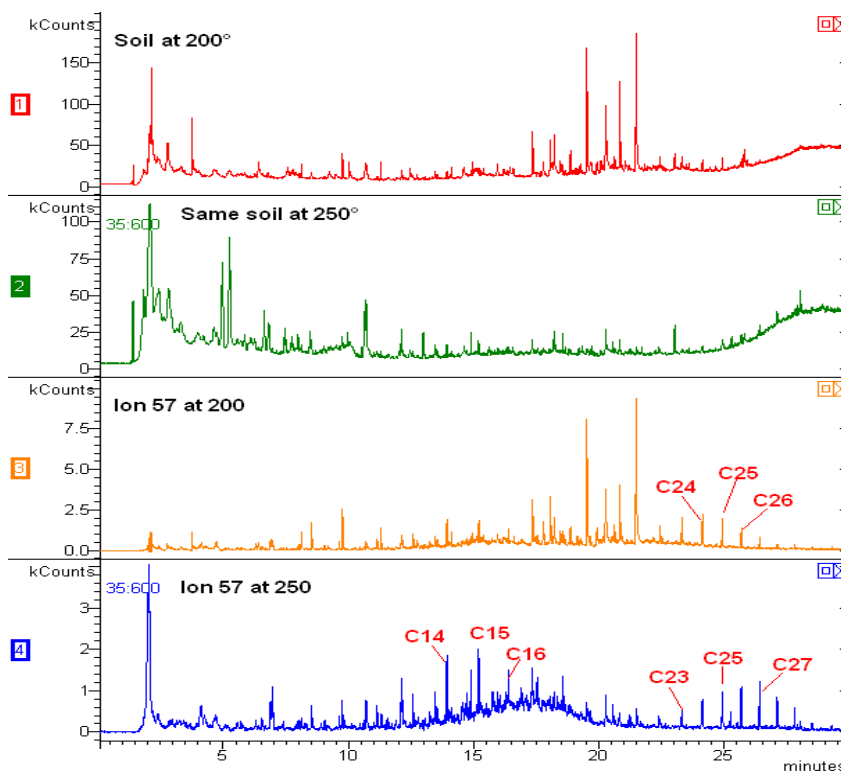 kCounts
Soil at 200°
150
100
50
0
1
kCounts
35:600
Same soil at 250°
100
75
50
25
0
2
kCounts
Ion 57 at 200
7.5
5.0
2.5
0.0
3
C24
C25
C26
kCounts
35:600
Ion 57 at 250
3
2
1
0
4
C14
C15
C16
C23
C25
C27
5
10
15
20
25
minutes